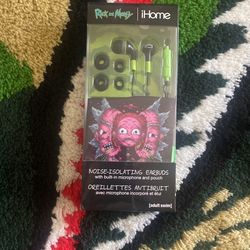 Rick and Morty | iHome
NOISE-ISOLATING EARBUDS
with built-in microphone and pouch
OREILLETTES ANTIBRUIT
avec microphone incorporé et étui
[adult swim]